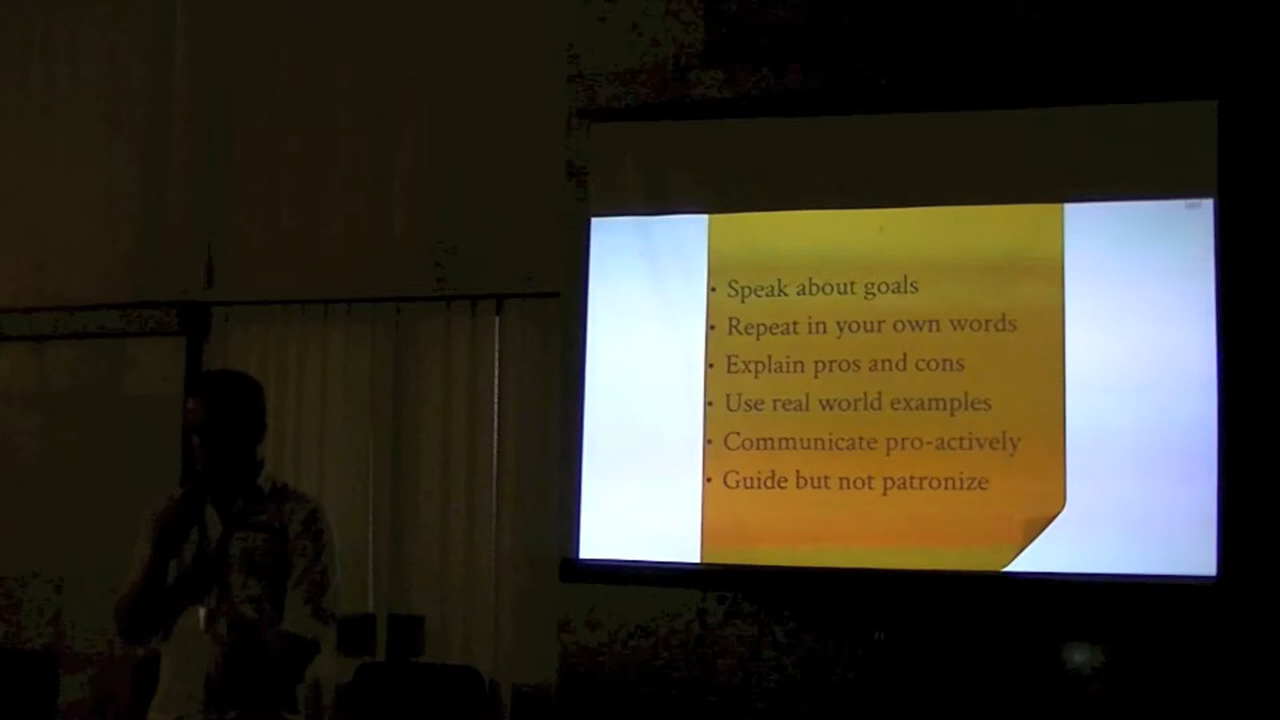 • Speak about goals
• Repeat in your own words
• Explain pros and cons
• Use real world examples
• Communicate pro-actively
• Guide but not patronize